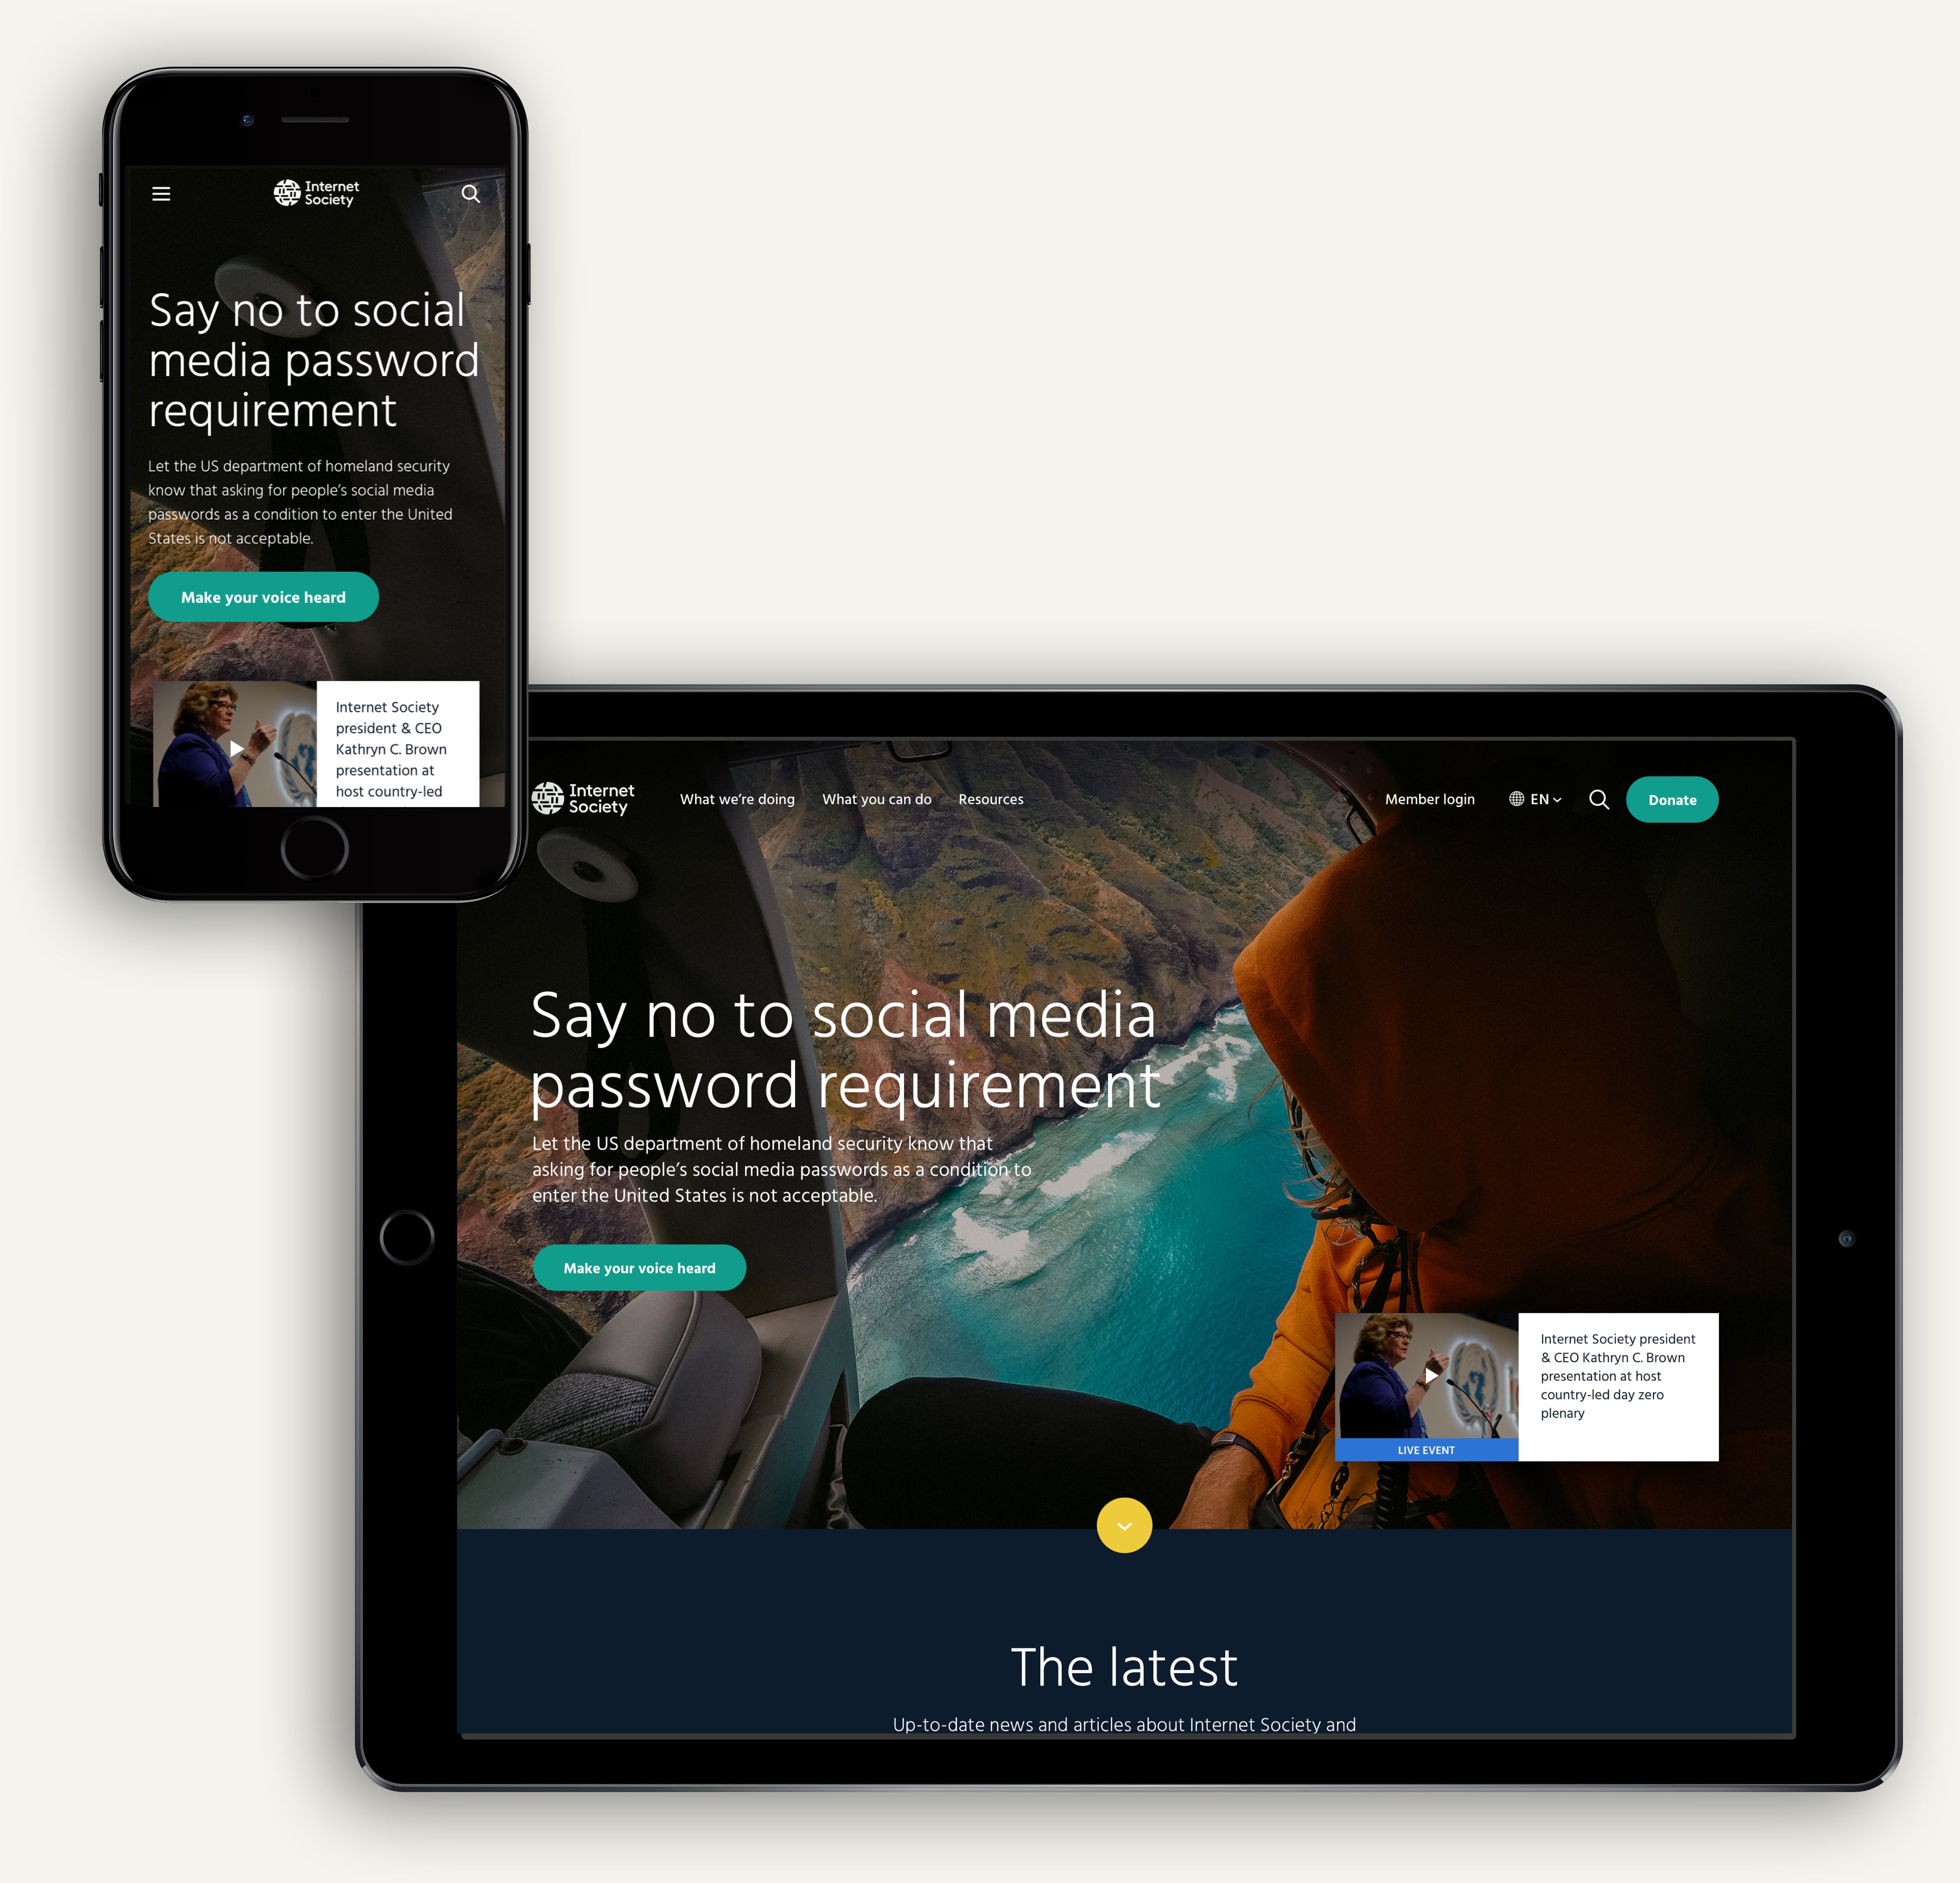 Internet
Society
Say no to social
media password
requirement
Let the US department of homeland security
know that asking for people's social media
passwords as a condition to enter the United
States is not acceptable.
Make your voice heard
Internet Society
president & CEO
Kathryn C. Brown
presentation at
host country-led
Internet
Society
What we're doing
What you can do
Resources
Member login
EN
Donate
Say no to social media
password requirement
Let the US department of homeland security know that
asking for people's social media passwords as a condition to
enter the United States is not acceptable.
Make your voice heard
Internet Society president
& CEO Kathryn C. Brown
presentation at host
country-led day zero
plenary
LIVE EVENT
The latest
Up-to-date news and articles about Internet Society and